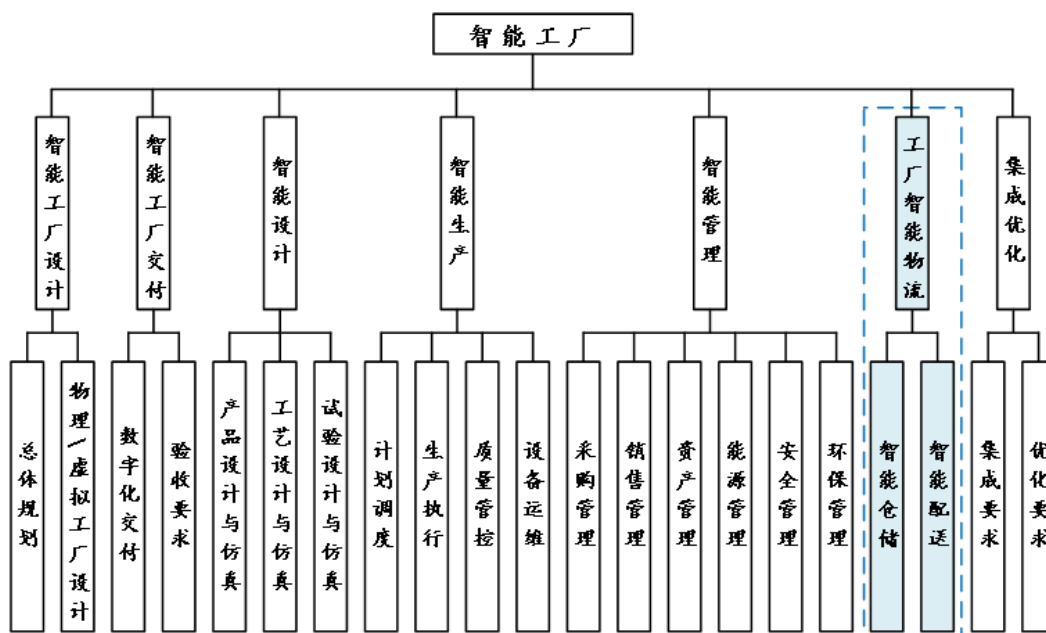 智能工厂
智能工厂设计
智能工厂交付
智能设计
智能生产
智能管理
工厂智能物流
集成优化
总体规划
物理/虚拟工厂设计
数字化交付
验收要求
产品设计与仿真
工艺设计与仿真
试验设计与仿真
计划调度
生产执行
质量管控
设备运维
采购管理
销售管理
资产管理
能源管理
安全管理
环保管理
智能仓储
智能配送
集成要求
优化要求